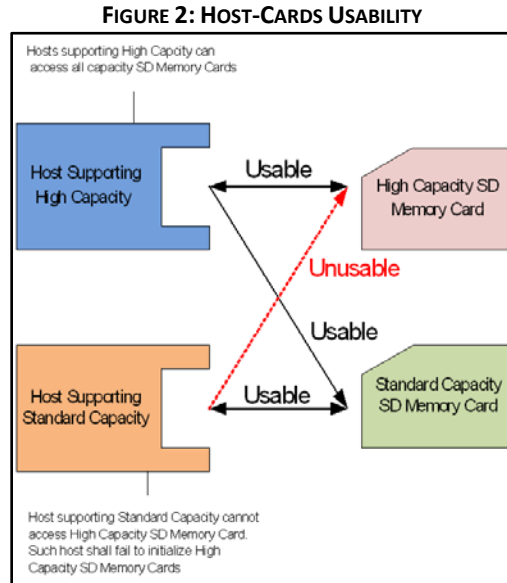 FIGURE 2: HOST-CARDS USABILITY
Hosts supporting High Capcity can
access all capacity SD Memory Cards
Host Supporting
High Capacity
Usable
High Capacity SD
Memory Card
Unusable
Usable
Host Supporting
Standard Capacity
Usable
Standard Capacity
SD Memory Card
Host supporting Standard Capacity cannot
access High Capacity SD Memory Card.
Such host shall fail to initialize High
Capacity SD Memory Cards